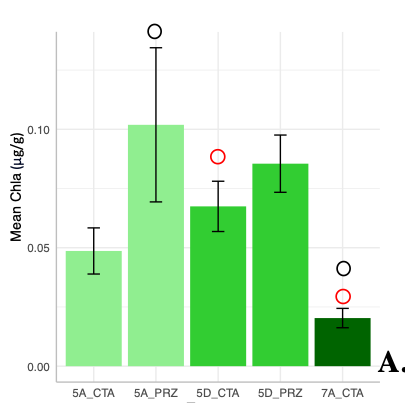 Mean Chla (µg/g)
0.10
0.05
0.00
5A_CTA
5A_PRZ
5D_CTA
5D_PRZ
7A_CTA
A.